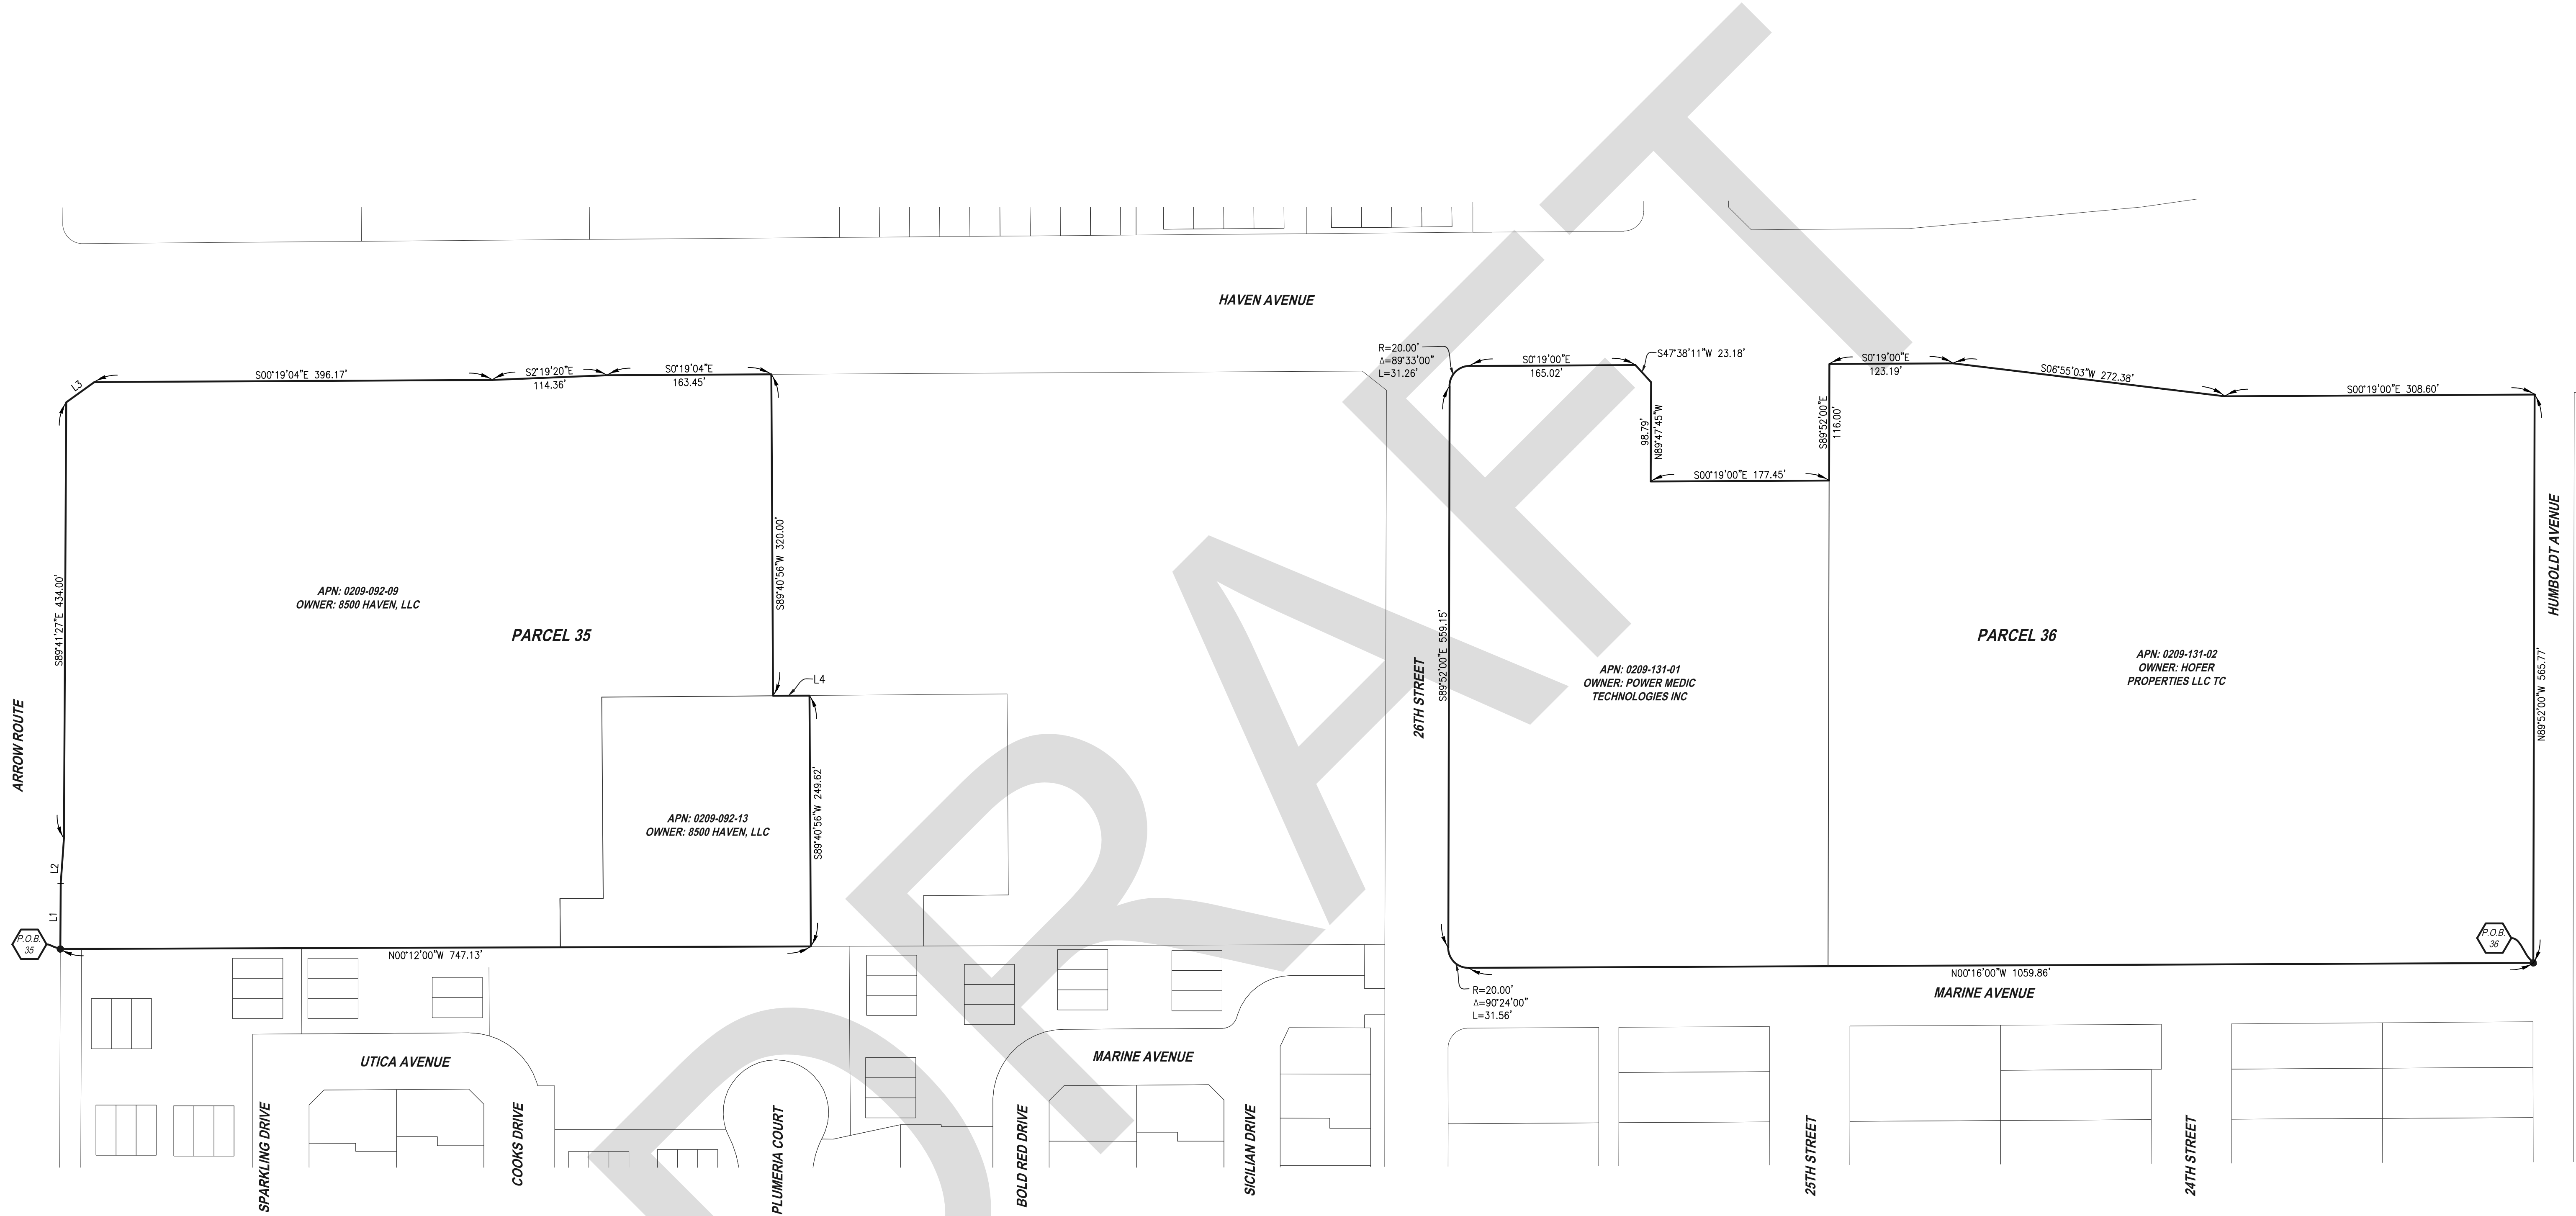 DRAFT
HAVEN AVENUE
S00°19'04"E 396.17'
S2°19'20"E
114.36'
S0°19'04"E
163.45'
L3
R=20.00'
Δ=89°33'00"
L=31.26'
S0°19'00"E
165.02'
S47°38'11"W 23.18'
98.79'
N89°47'45"W
S00°19'00"E 177.45'
S89°52'00"E
116.00'
S0°19'00"E
123.19'
S06°55'03"W 272.38'
S00°19'00"E 308.60'
ARROW ROUTE
S89°41'27"E 434.00'
L2
L1
P.O.B.
35
APN: 0209-092-09
OWNER: 8500 HAVEN, LLC
PARCEL 35
S89°40'56"W 320.00'
L4
APN: 0209-092-13
OWNER: 8500 HAVEN, LLC
S89°40'56"W 249.62'
N00°12'00"W 747.13'
26TH STREET
S89°52'00"E 559.15'
APN: 0209-131-01
OWNER: POWER MEDIC
TECHNOLOGIES INC
PARCEL 36
APN: 0209-131-02
OWNER: HOFER
PROPERTIES LLC TC
HUMBOLDT AVENUE
N89°52'00"W 565.77'
P.O.B.
36
N00°16'00"W 1059.86'
R=20.00'
Δ=90°24'00"
L=31.56'
MARINE AVENUE
UTICA AVENUE
MARINE AVENUE
SPARKLING DRIVE
COOKS DRIVE
PLUMERIA COURT
BOLD RED DRIVE
SICILIAN DRIVE
25TH STREET
24TH STREET